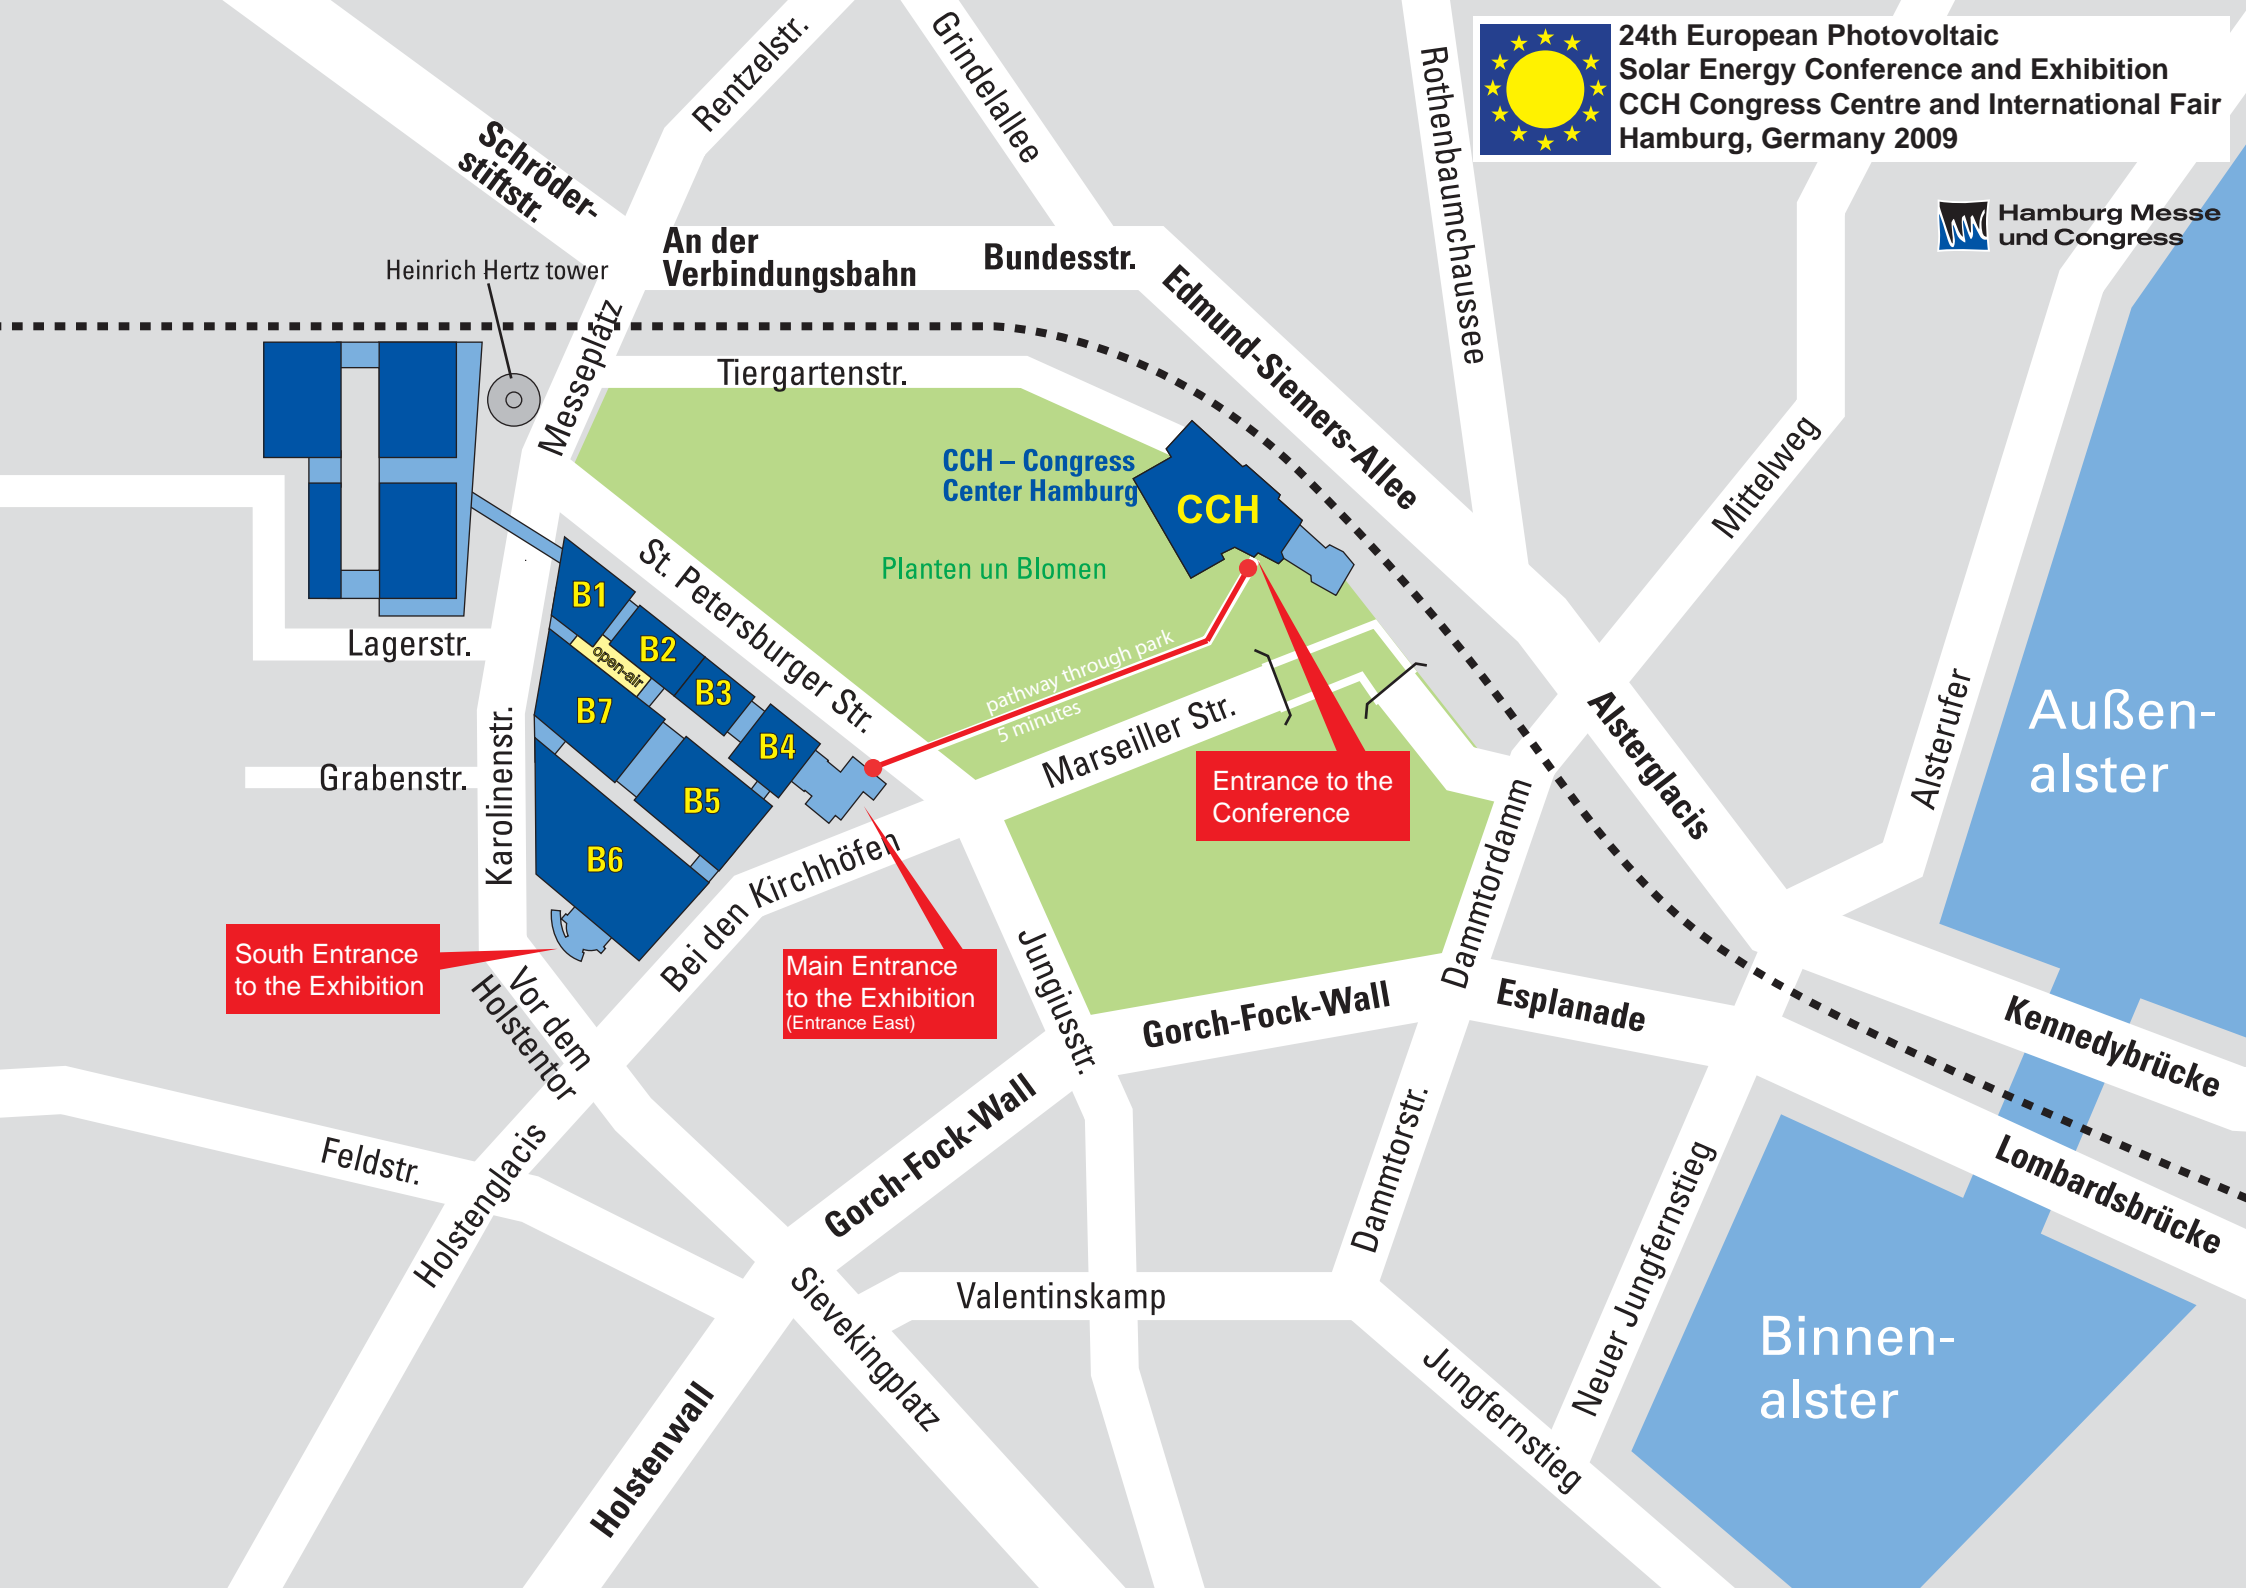 24th European Photovoltaic
Solar Energy Conference and Exhibition
CCH Congress Centre and International Fair
Hamburg, Germany 2009
Hamburg Messe
und Congress
Rentzelstr.
Grindelallee
Rothenbaumchaussee
Schröder-
stiftstr.
An der
Verbindungsbahn
Bundesstr.
Heinrich Hertz tower
Messeplatz
Tiergartenstr.
Edmund-Siemers-Allee
Mittelweg
CCH – Congress
Center Hamburg
CCH
Planten un Blomen
St. Petersburger Str.
B1
B2
open-air
B3
B7
B4
B5
B6
Lagerstr.
Grabenstr.
Karolinenstr.
pathway through park
5 minutes
Marseiller Str.
Entrance to the
Conference
Alsterglacis
Alsterufer
Außen-
alster
Dammtordamm
Bei den Kirchhöfen
South Entrance
to the Exhibition
Main Entrance
to the Exhibition
(Entrance East)
Vor dem
Holstentor
Jungiusstr.
Gorch-Fock-Wall
Esplanade
Kennedybrücke
Lombardsbrücke
Feldstr.
Holstenglacis
Gorch-Fock-Wall
Dammtorstr.
Neuer Jungfernstieg
Sievekingplatz
Valentinskamp
Jungfernstieg
Binnen-
alster
Holstenwall